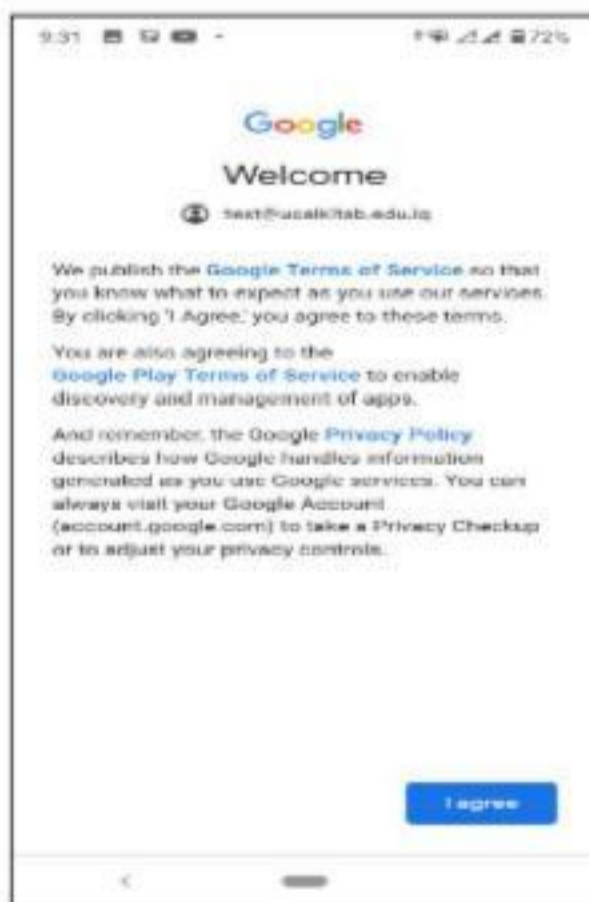 9:31
72%
Google
Welcome
test@uoalkitab.edu.iq
We publish the Google Terms of Service so that
you know what to expect as you use our services.
By clicking 'I Agree,' you agree to these terms.
You are also agreeing to the
Google Play Terms of Service to enable
discovery and management of apps.
And remember, the Google Privacy Policy
describes how Google handles information
generated as you use Google services. You can
always visit your Google Account
(account.google.com) to take a Privacy Checkup
or to adjust your privacy controls.
I agree